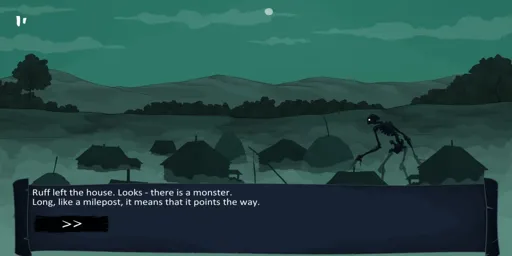 Ruff left the house. Looks - there is a monster.
Long, like a milepost, it means that it points the way.
>>